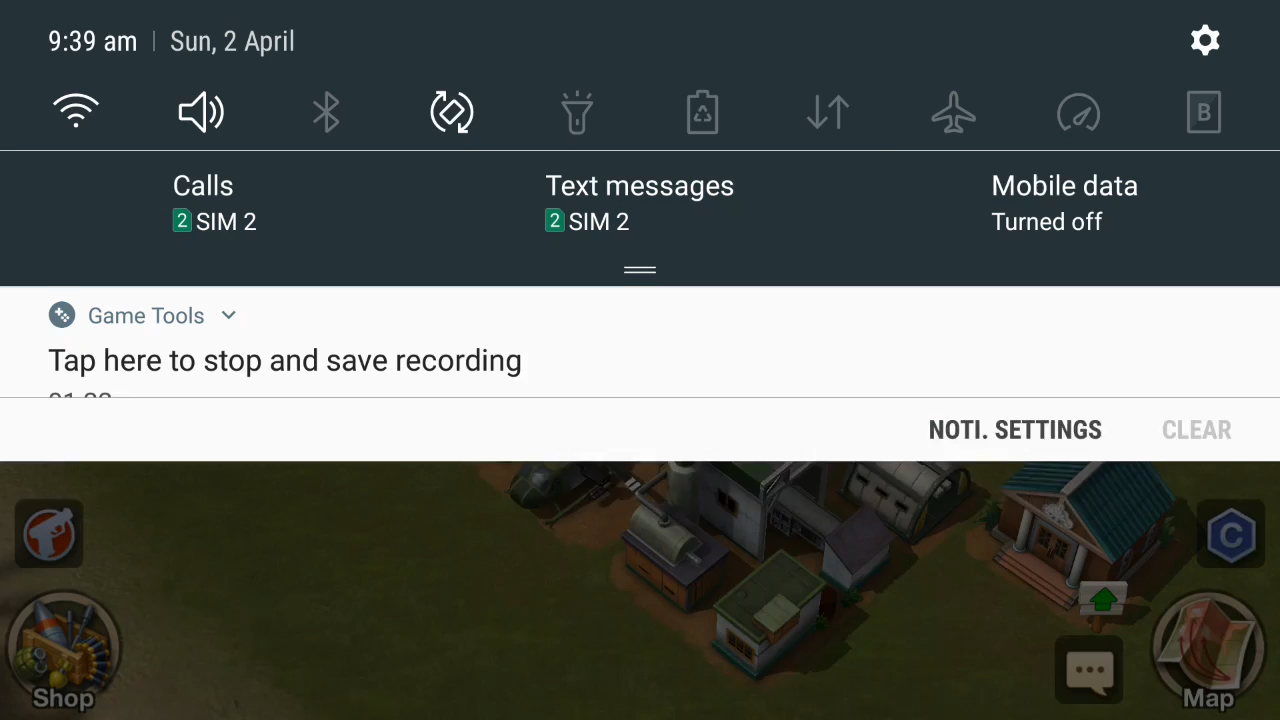 9:39 am | Sun, 2 April
B
Calls
Text messages
Mobile data
2 SIM 2
2 SIM 2
Turned off
Game Tools
Tap here to stop and save recording
NOTI. SETTINGS
CLEAR
C
Shop
Map